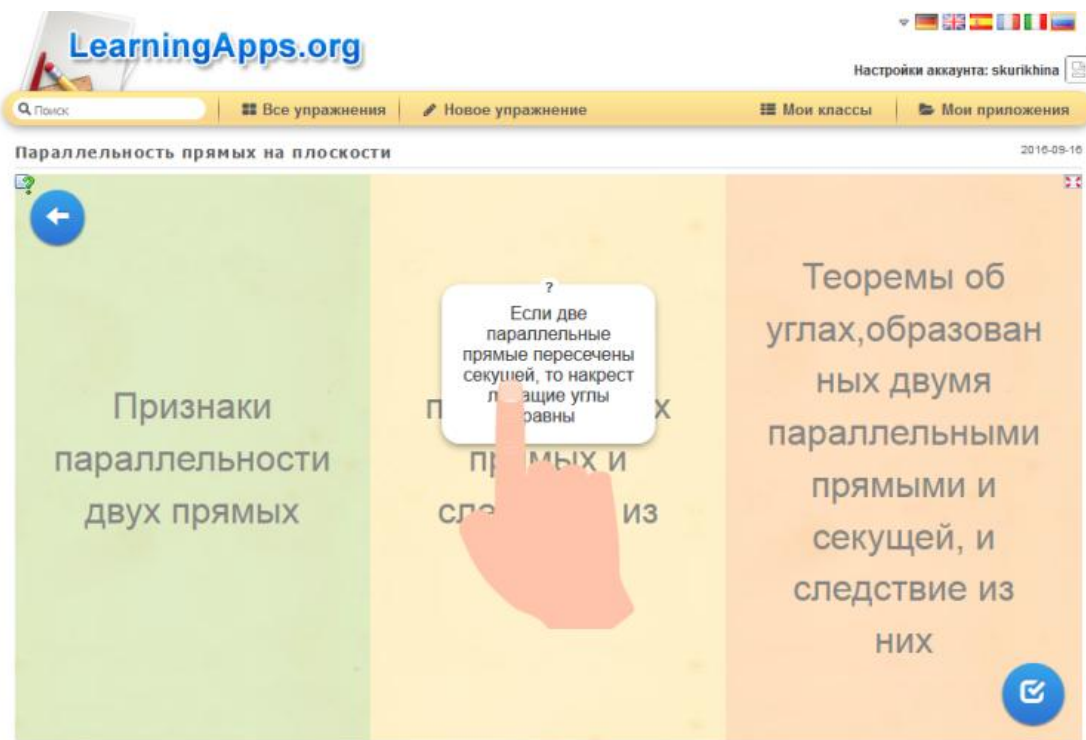 LearningApps.org
Настройки аккаунта: skurikhina
Поиск
Все упражнения
Новое упражнение
Мои классы
Мои приложения
Параллельность прямых на плоскости
2016-09-16
Признаки
параллельности
двух прямых
?
Если две
параллельные
прямые пересечены
секущей, то накрест
углы
равны
и
из
Теоремы об
углах,образован
ных двумя
параллельными
прямыми и
секущей, и
следствие из
них